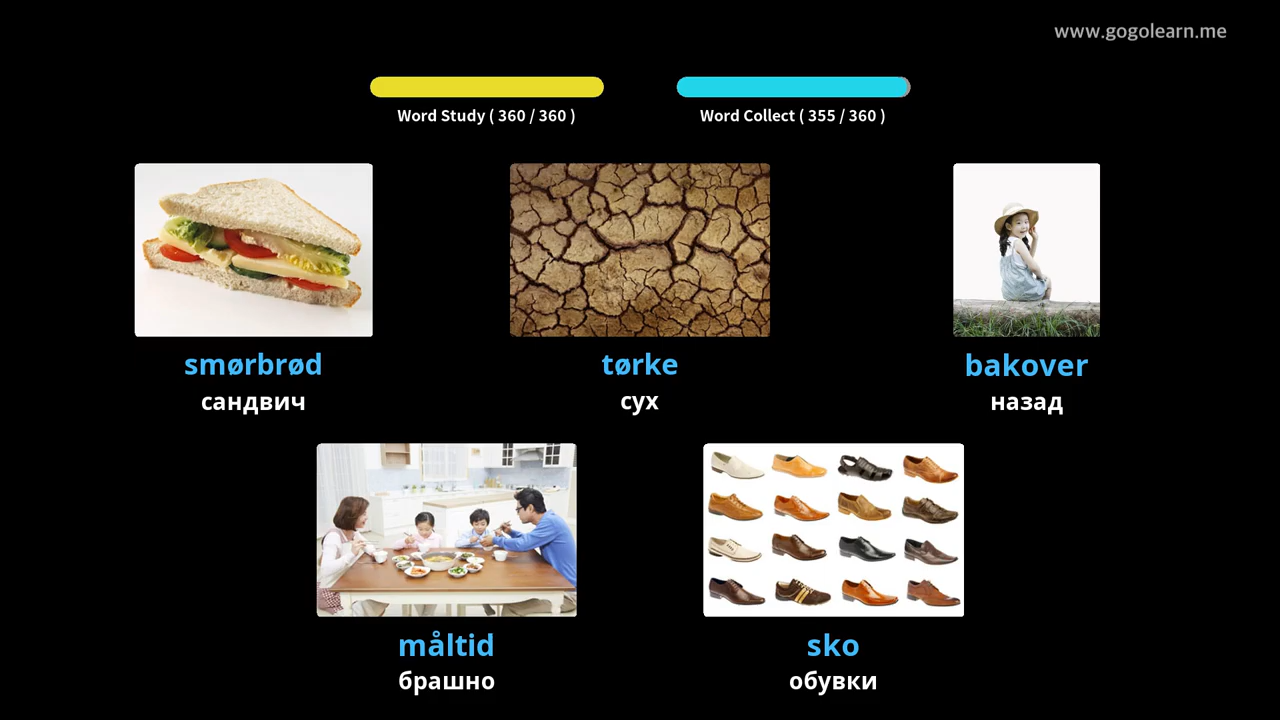 www.gogolearn.me
Word Study ( 360 / 360 )
Word Collect ( 355 / 360 )
smørbrød
сандвич
tørke
сух
bakover
назад
måltid
брашно
sko
обувки